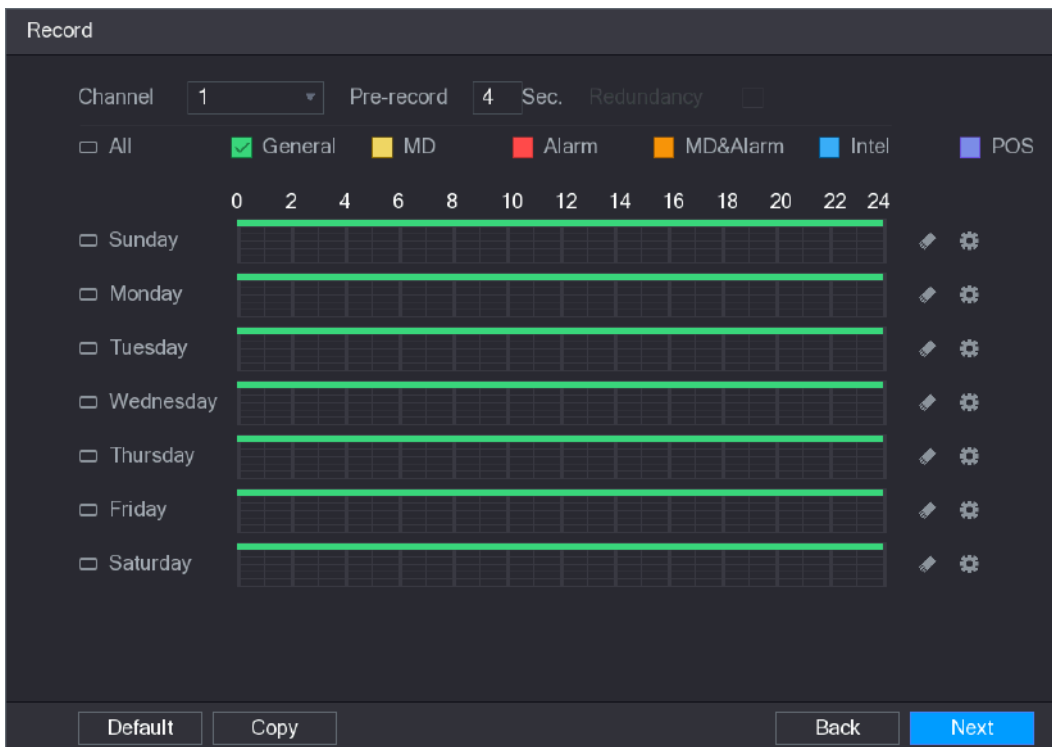 Record
Channel 1 Pre-record 4 Sec. Redundancy
All General MD Alarm MD&Alarm Intel POS
0 2 4 6 8 10 12 14 16 18 20 22 24
Sunday
Monday
Tuesday
Wednesday
Thursday
Friday
Saturday
Default Copy Back Next